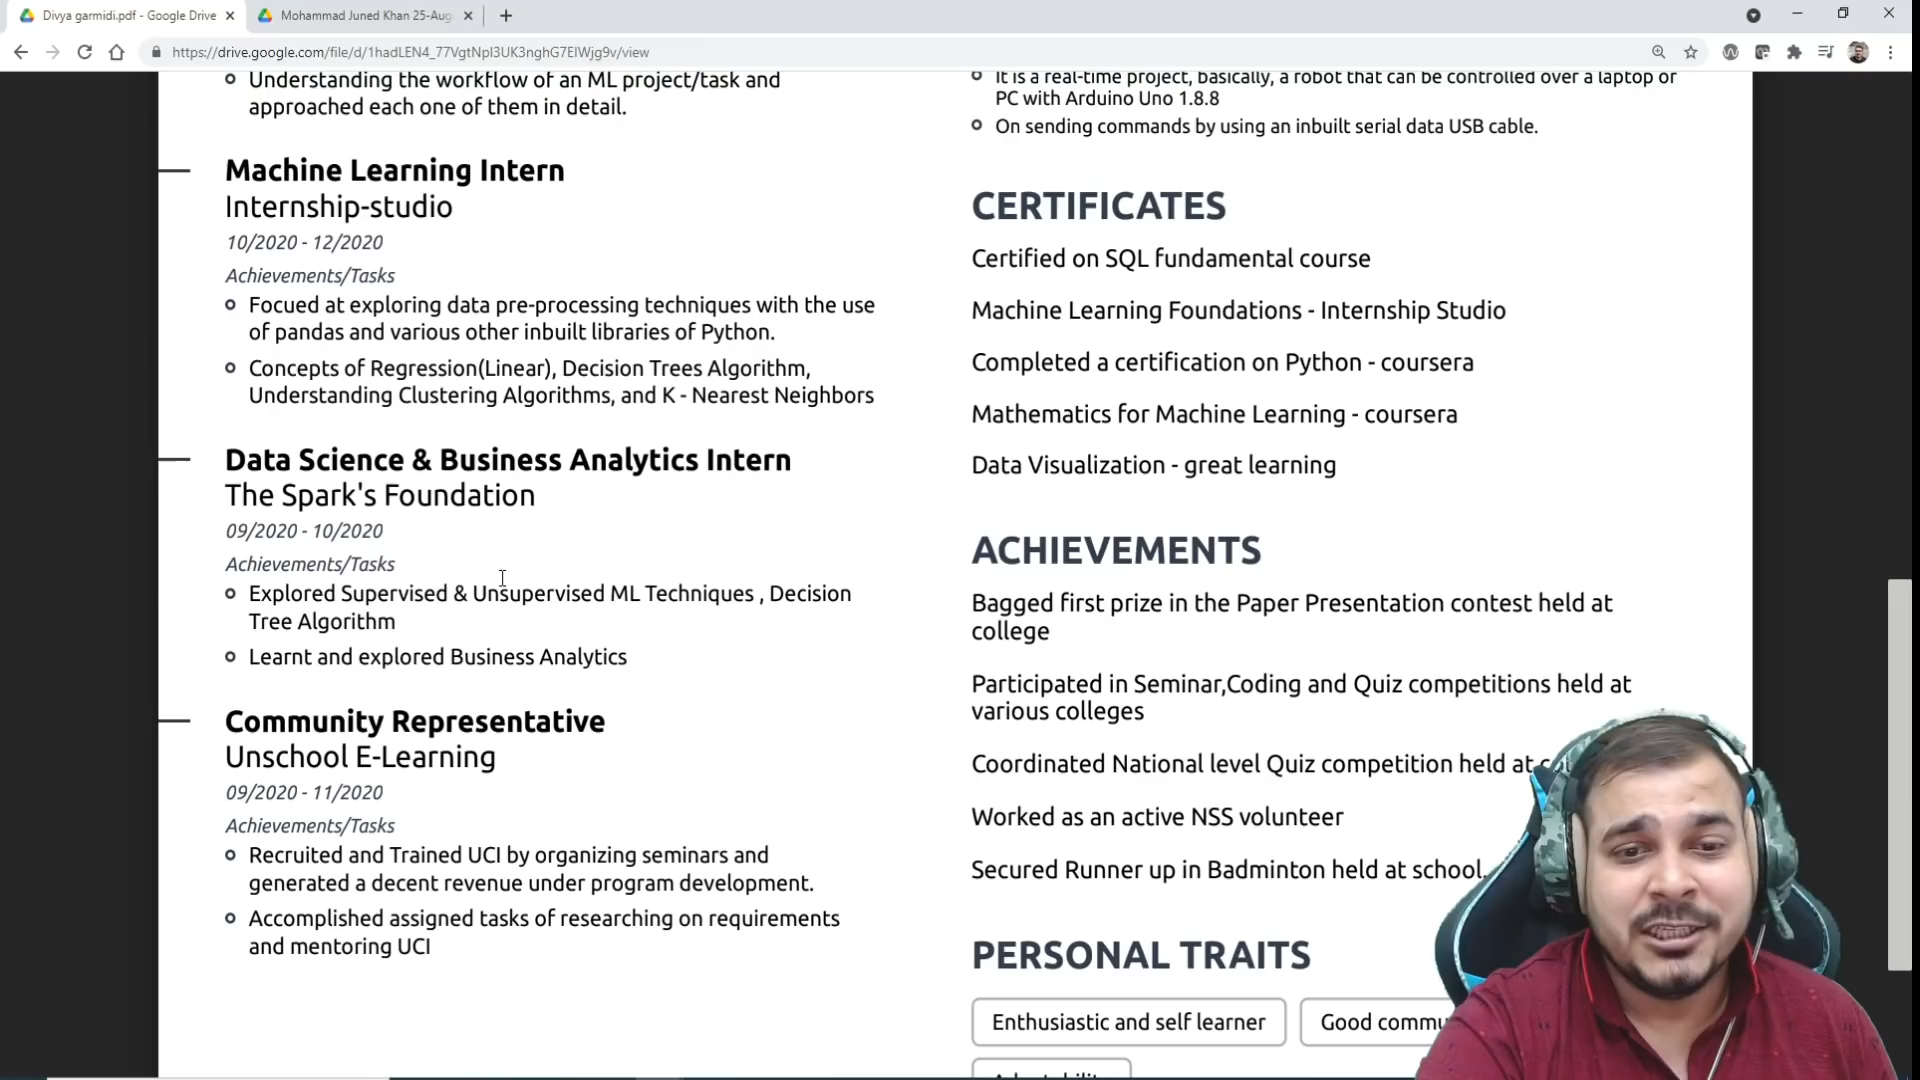 Divya garmidi.pdf - Google Drive
Mohammad Juned Khan 25-Aug
https://drive.google.com/file/d/1hadLEN4_77VgtNpI3UK3nghG7ElWjg9v/view
Understanding the workflow of an ML project/task and
approached each one of them in detail.
Machine Learning Intern
Internship-studio
10/2020 - 12/2020
Achievements/Tasks
Focued at exploring data pre-processing techniques with the use
of pandas and various other inbuilt libraries of Python.
Concepts of Regression(Linear), Decision Trees Algorithm,
Understanding Clustering Algorithms, and K - Nearest Neighbors
Data Science & Business Analytics Intern
The Spark's Foundation
09/2020 - 10/2020
Achievements/Tasks
Explored Supervised & Unsupervised ML Techniques , Decision
Tree Algorithm
Learnt and explored Business Analytics
Community Representative
Unschool E-Learning
09/2020 - 11/2020
Achievements/Tasks
Recruited and Trained UCI by organizing seminars and
generated a decent revenue under program development.
Accomplished assigned tasks of researching on requirements
and mentoring UCI
It is a real-time project, basically, a robot that can be controlled over a laptop or
PC with Arduino Uno 1.8.8
On sending commands by using an inbuilt serial data USB cable.
CERTIFICATES
Certified on SQL fundamental course
Machine Learning Foundations - Internship Studio
Completed a certification on Python - coursera
Mathematics for Machine Learning - coursera
Data Visualization - great learning
ACHIEVEMENTS
Bagged first prize in the Paper Presentation contest held at
college
Participated in Seminar,Coding and Quiz competitions held at
various colleges
Coordinated National level Quiz competition held at
Worked as an active NSS volunteer
Secured Runner up in Badminton held at school.
PERSONAL TRAITS
Enthusiastic and self learner
Good